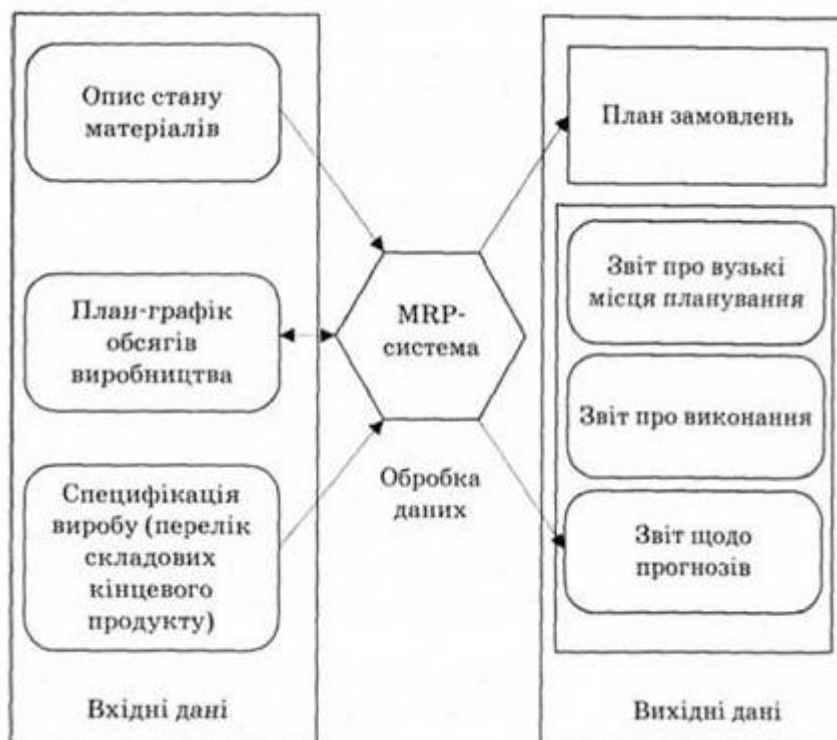 Опис стану
матеріалів
План-графік
обсягів
виробництва
Специфікація
виробу (перелік
складових
кінцевого
продукту)
Вхідні дані
MRP-
система
Обробка
даних
План замовлень
Звіт про вузькі
місця планування
Звіт про виконання
Звіт щодо
прогнозів
Вихідні дані